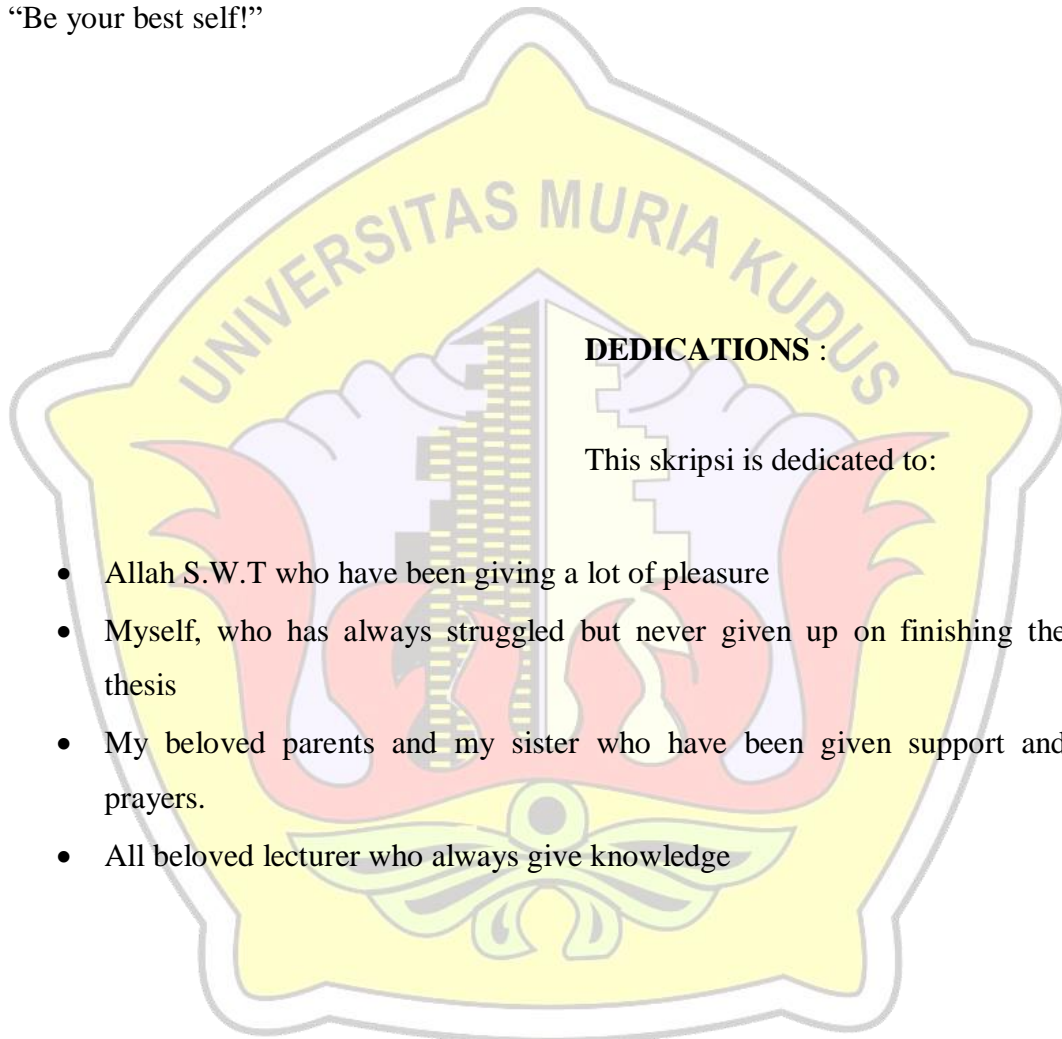 “Be your best self!”
UNIVERSITAS MURIA KUDUS
DEDICATIONS :
This skripsi is dedicated to:
• Allah S.W.T who have been giving a lot of pleasure
• Myself, who has always struggled but never given up on finishing the
thesis
• My beloved parents and my sister who have been given support and
prayers.
• All beloved lecturer who always give knowledge